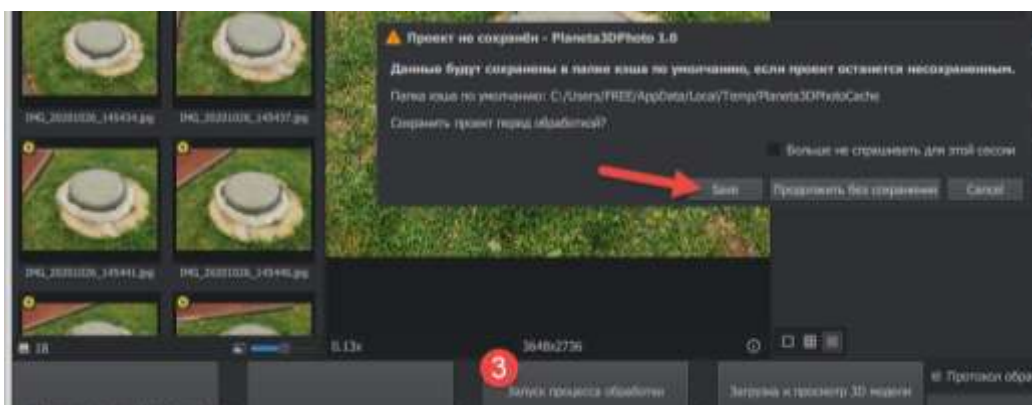 Проект не сохранён - Planeta3DPhoto 1.0
Данные будут сохранены в папке кэша по умолчанию, если проект останется несохраненным.
Папка кэша по умолчанию: C:/Users/FREE/AppData/Local/Temp/Planeta3DPhotoCache
Сохранить проект перед обработкой?
Больше не спрашивать для этой сессии
Save
Продолжить без сохранения
Cancel
IMG_20201026_145434.jpg
IMG_20201026_145437.jpg
IMG_20201026_145441.jpg
IMG_20201026_145446.jpg
18
0.13x
3648x2736
3
Запуск процесса обработки
Загрузка и просмотр 3D модели
Протокол обра